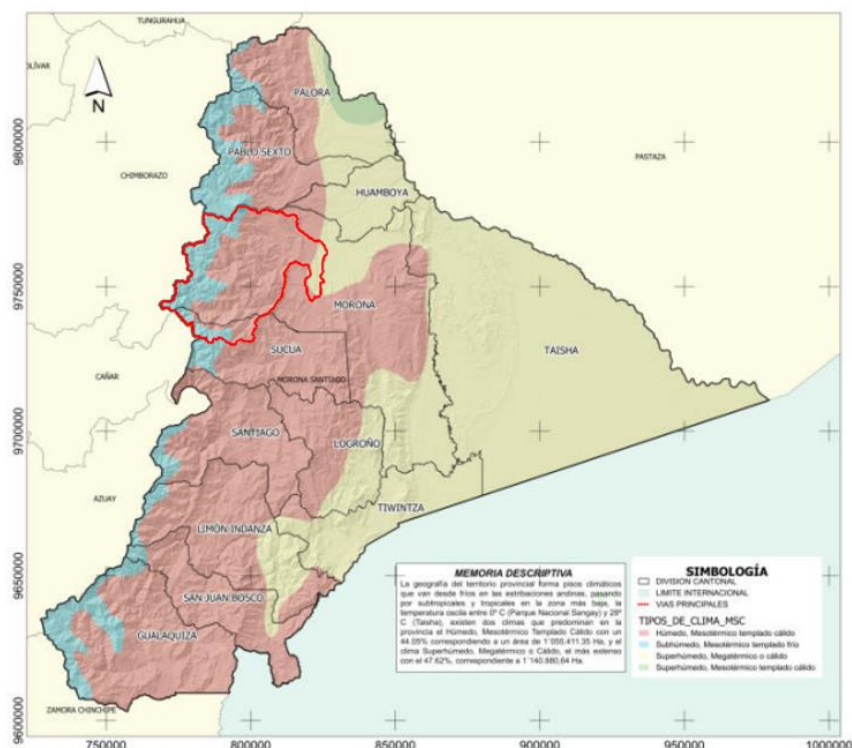 TUNGURAHUA
OLÍVAR
N
PALORA
PABLO SEXTO
CHIMBORAZO
PASTAZA
HUAMBOYA
MORONA
SUCUA
TAISHA
CAÑAR
MORONA SANTIAGO
SANTIAGO
LOGROÑO
AZUAY
TIWINTZA
LIMON INDANZA
SAN JUAN BOSCO
GUALAQUIZA
ZAMORA CHINCHIPE
9800000
9750000
9700000
9650000
9600000
750000
800000
850000
900000
950000
1000000
MEMORIA DESCRIPTIVA
La geografía del territorio provincial forma pisos climáticos
que van desde fríos en las estribaciones andinas, pasando
por subtropicales y tropicales en la zona más baja, la
temperatura oscila entre 0º C (Parque Nacional Sangay) y 28º
C (Taisha), existen dos climas que predominan en la
provincia el Húmedo, Mesotérmico Templado Cálido con un
44.05% correspondiente a un área de 1´055.411.35 Ha, y el
clima Superhúmedo, Megatérmico o Cálido, el más extenso
con el 47.62%, correspondiente a 1´140.880,64 Ha.
SIMBOLOGÍA
DIVISION CANTONAL
LIMITE INTERNACIONAL
VIAS PRINCIPALES
TIPOS_DE_CLIMA_MSC
Húmedo, Mesotérmico templado cálido
Subhúmedo, Mesotérmico templado frío
Superhúmedo, Megatérmico o cálido
Superhúmedo, Mesotérmico templado cálido